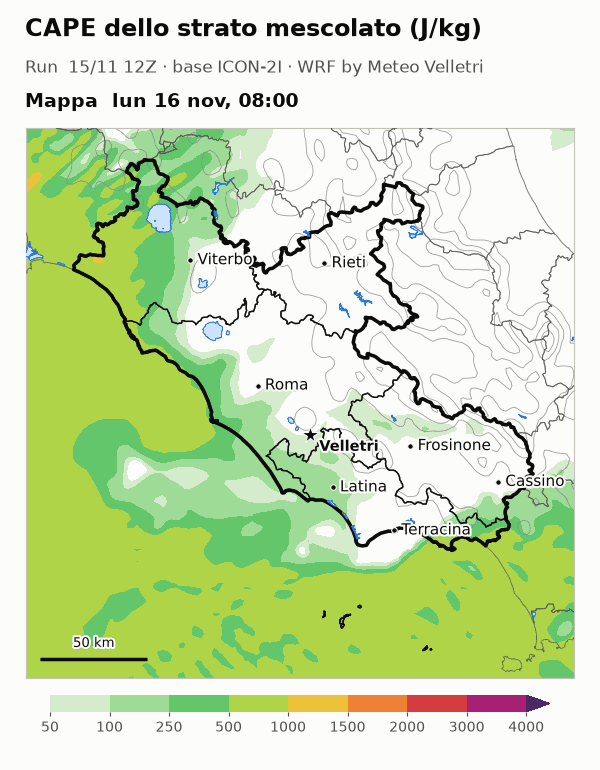 CAPE dello strato mescolato (J/kg)
Run  15/11 12Z · base ICON-2I · WRF by Meteo Velletri
Mappa  lun 16 nov, 08:00
Viterbo
Rieti
Roma
Velletri
Frosinone
Cassino
Latina
Terracina
50 km
50 100 250 500 1000 1500 2000 3000 4000